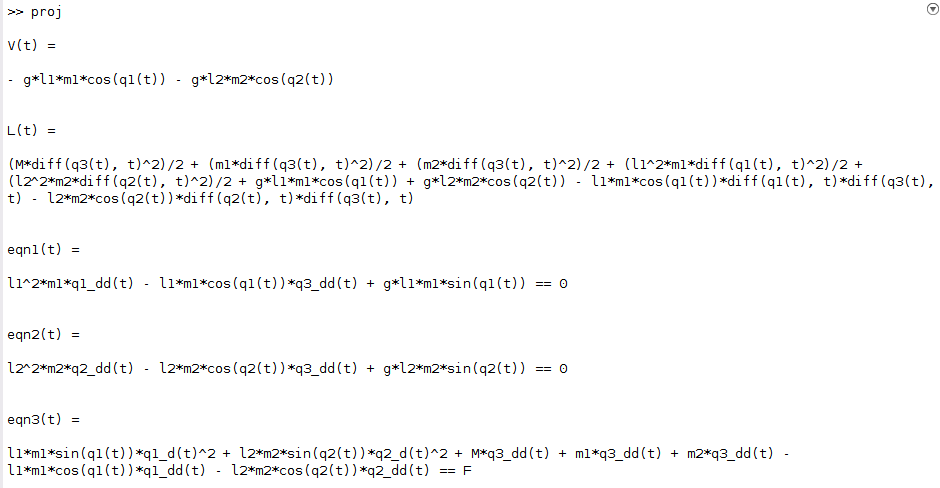 >> proj
V(t) =
- g*l1*m1*cos(q1(t)) - g*l2*m2*cos(q2(t))
L(t) =
(M*diff(q3(t), t)^2)/2 + (m1*diff(q3(t), t)^2)/2 + (m2*diff(q3(t), t)^2)/2 + (l1^2*m1*diff(q1(t), t)^2)/2 +
(l2^2*m2*diff(q2(t), t)^2)/2 + g*l1*m1*cos(q1(t)) + g*l2*m2*cos(q2(t)) - l1*m1*cos(q1(t))*diff(q1(t), t)*diff(q3(t),
t) - l2*m2*cos(q2(t))*diff(q2(t), t)*diff(q3(t), t)
eqn1(t) =
l1^2*m1*q1_dd(t) - l1*m1*cos(q1(t))*q3_dd(t) + g*l1*m1*sin(q1(t)) == 0
eqn2(t) =
l2^2*m2*q2_dd(t) - l2*m2*cos(q2(t))*q3_dd(t) + g*l2*m2*sin(q2(t)) == 0
eqn3(t) =
l1*m1*sin(q1(t))*q1_d(t)^2 + l2*m2*sin(q2(t))*q2_d(t)^2 + M*q3_dd(t) + m1*q3_dd(t) + m2*q3_dd(t) -
l1*m1*cos(q1(t))*q1_dd(t) - l2*m2*cos(q2(t))*q2_dd(t) == F